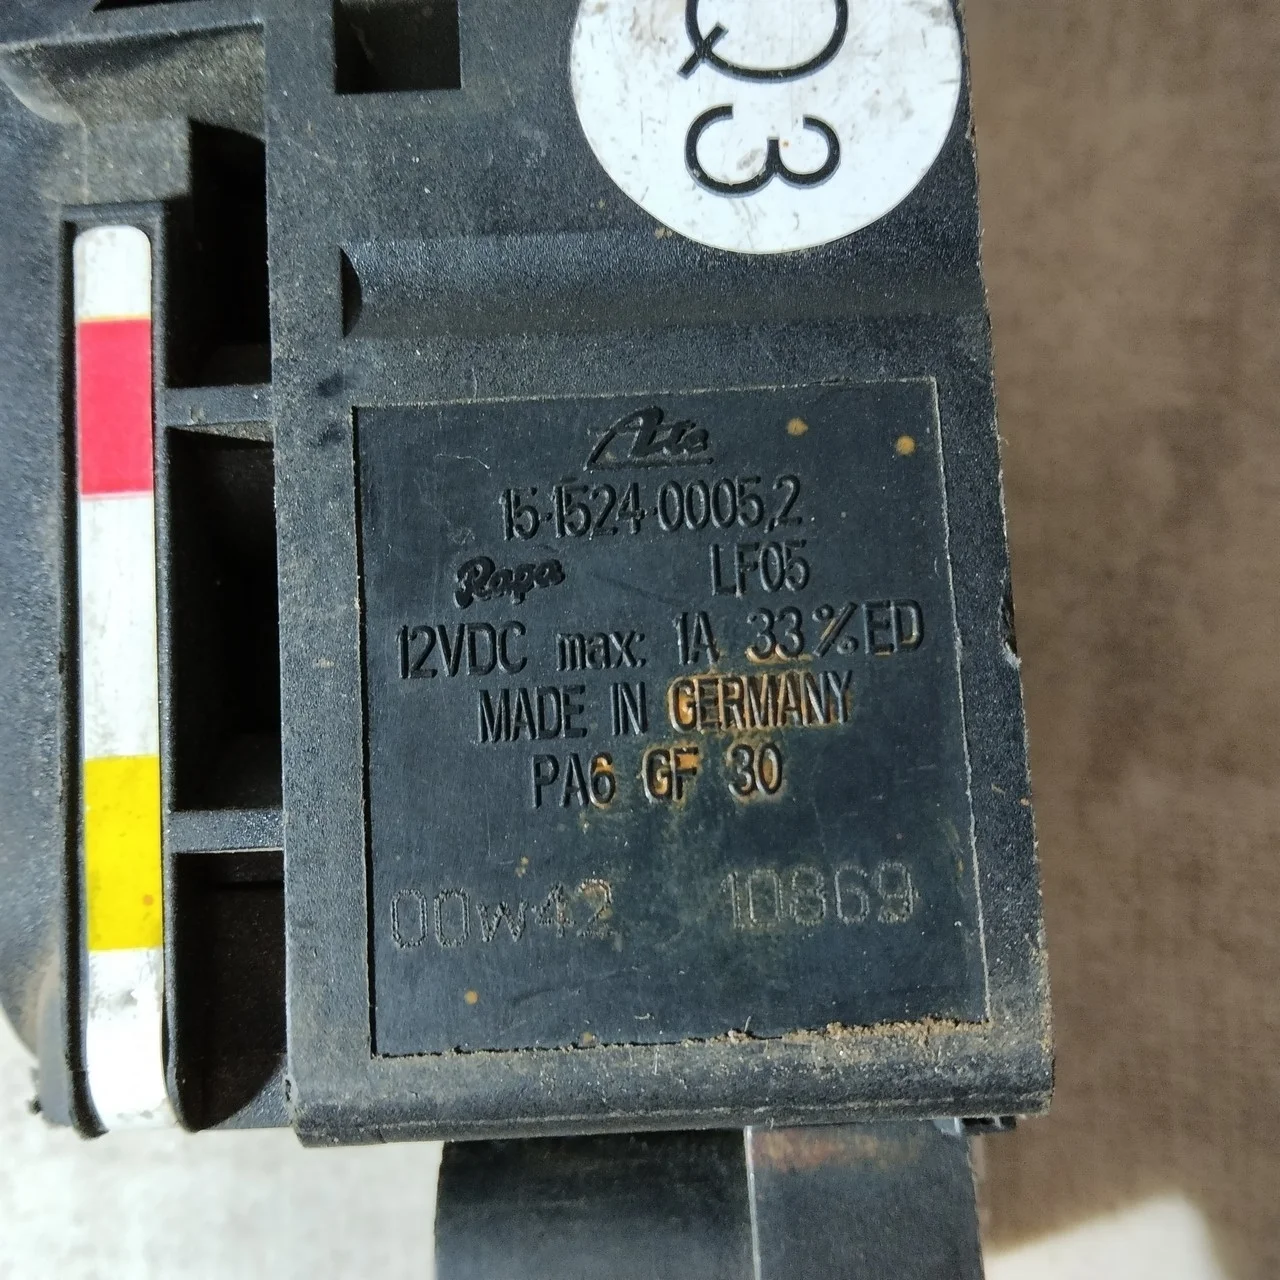 Q3
Ate
15-1524-0005,2
Raga LF05
12VDC max: 1A 33%ED
MADE IN GERMANY
PA6 GF 30
00w42 10869